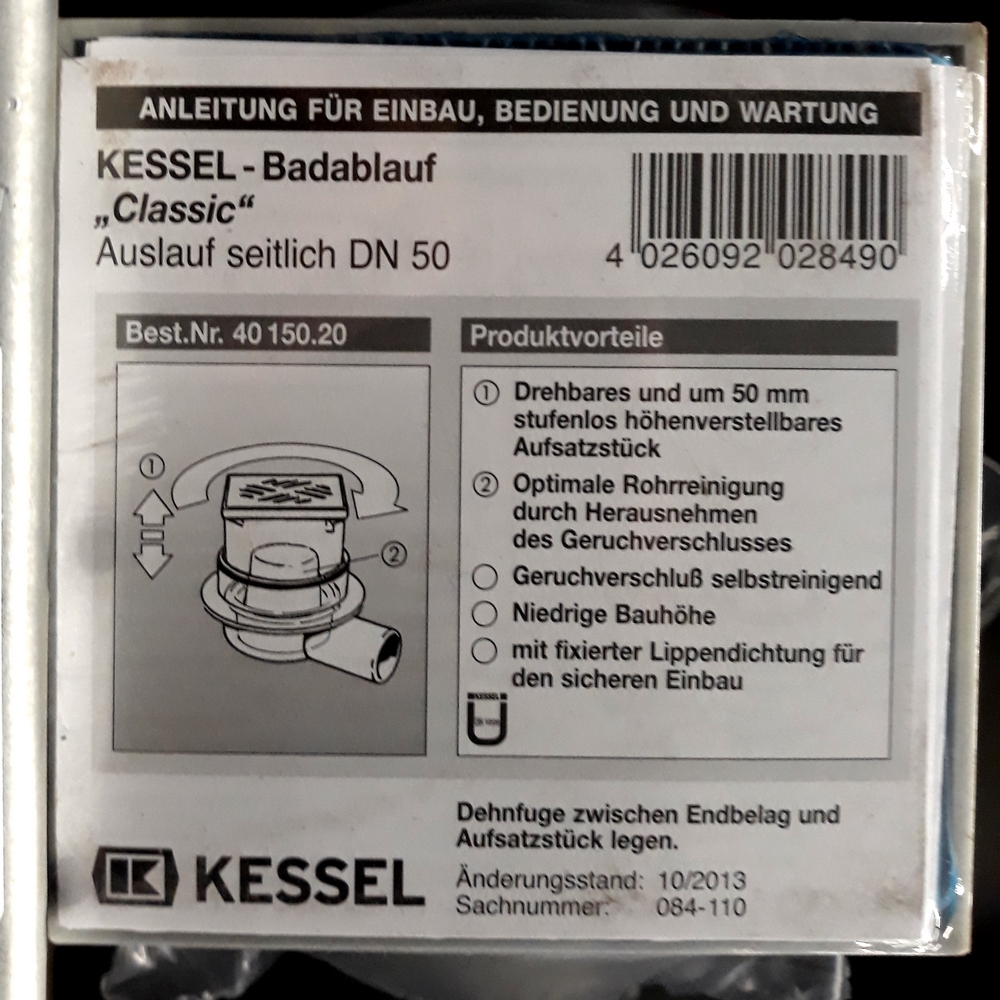 ANLEITUNG FÜR EINBAU, BEDIENUNG UND WARTUNG
KESSEL - Badablauf
„Classic“
Auslauf seitlich DN 50
4 026092 028490
Best.Nr. 40 150.20
①
②
Produktvorteile
① Drehbares und um 50 mm
stufenlos höhenverstellbares
Aufsatzstück
② Optimale Rohrreinigung
durch Herausnehmen
des Geruchverschlusses
Geruchverschluß selbstreinigend
Niedrige Bauhöhe
mit fixierter Lippendichtung für
den sicheren Einbau
KESSEL
Dehnfuge zwischen Endbelag und
Aufsatzstück legen.
KESSEL
Änderungsstand: 10/2013
Sachnummer: 084-110